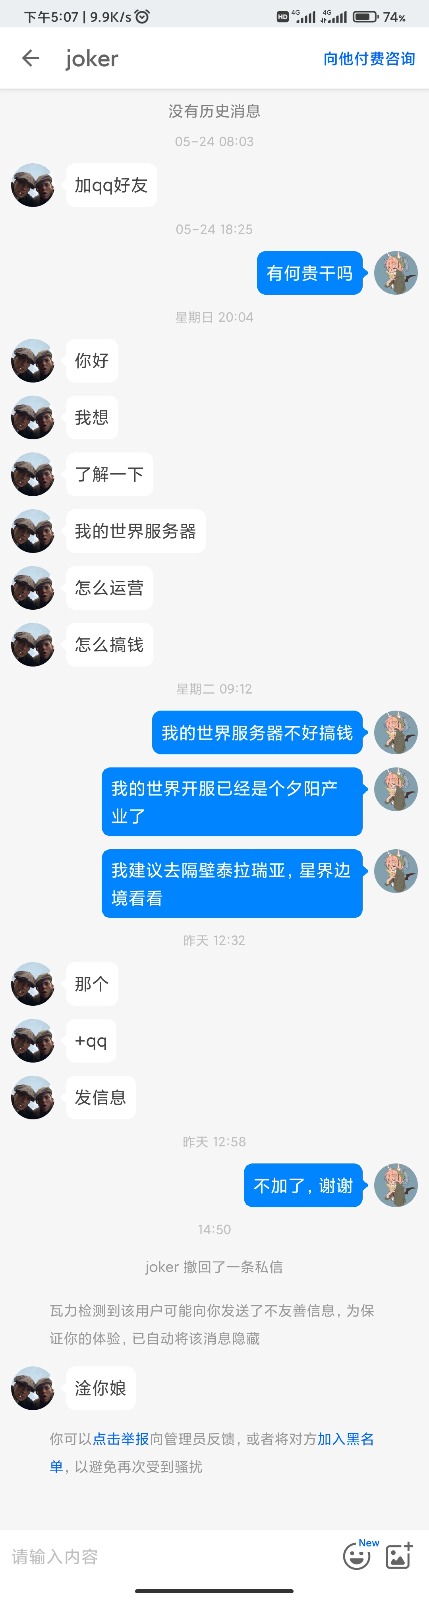 下午5:07 | 9.9K/s
HD 4G 4G 74%
joker
向他付费咨询
没有历史消息
05-24 08:03
加qq好友
05-24 18:25
有何贵干吗
星期日 20:04
你好
我想
了解一下
我的世界服务器
怎么运营
怎么搞钱
星期二 09:12
我的世界服务器不好搞钱
我的世界开服已经是个夕阳产
业了
我建议去隔壁泰拉瑞亚，星界边
境看看
昨天 12:32
那个
+qq
发信息
昨天 12:58
不加了，谢谢
14:50
joker 撤回了一条私信
瓦力检测到该用户可能向你发送了不友善信息，为保
证你的体验，已自动将该消息隐藏
淦你娘
你可以点击举报向管理员反馈，或者将对方加入黑名
单，以避免再次受到骚扰
请输入内容
New